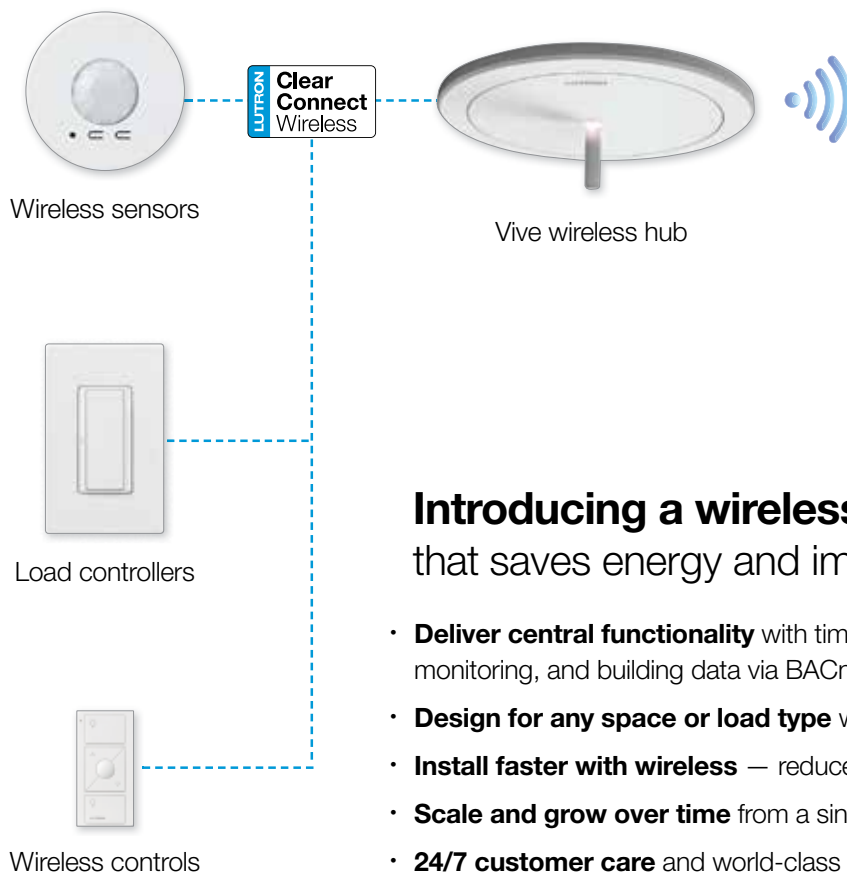 LUTRON
Clear
Connect
Wireless
Wireless sensors
Vive wireless hub
Load controllers
Wireless controls
Introducing a wireless
that saves energy and im
• Deliver central functionality with tim
monitoring, and building data via BACn
• Design for any space or load type w
• Install faster with wireless — reduce
• Scale and grow over time from a sin
• 24/7 customer care and world-class